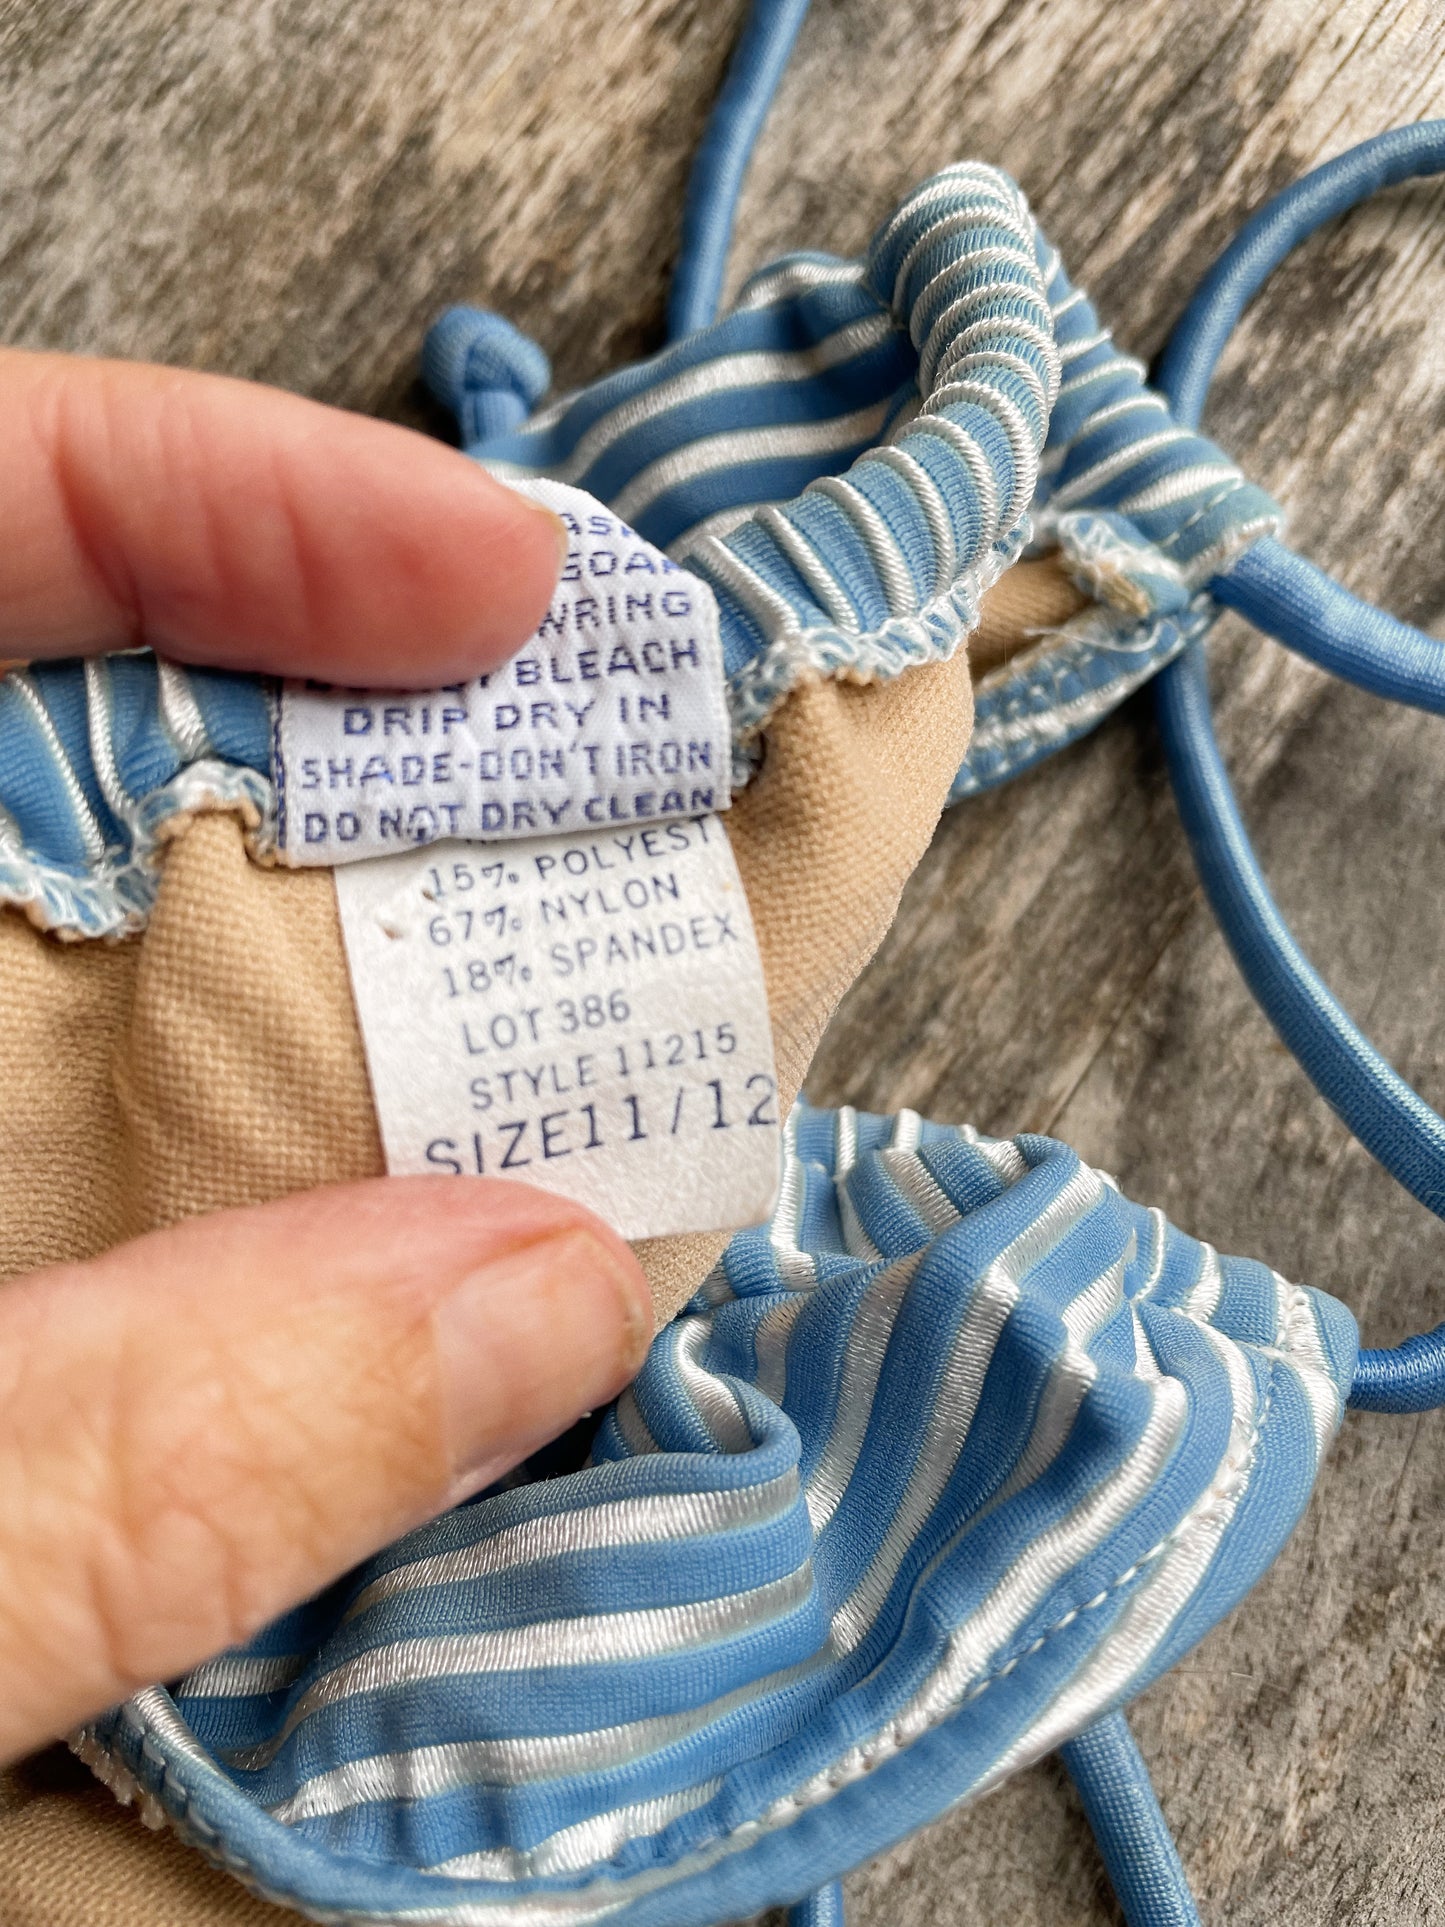 WRING
BLEACH
DRIP DRY IN
SHADE-DON'T IRON
DO NOT DRY CLEAN
15% POLYEST
67% NYLON
18% SPANDEX
LOT 386
STYLE 11215
SIZE11/12